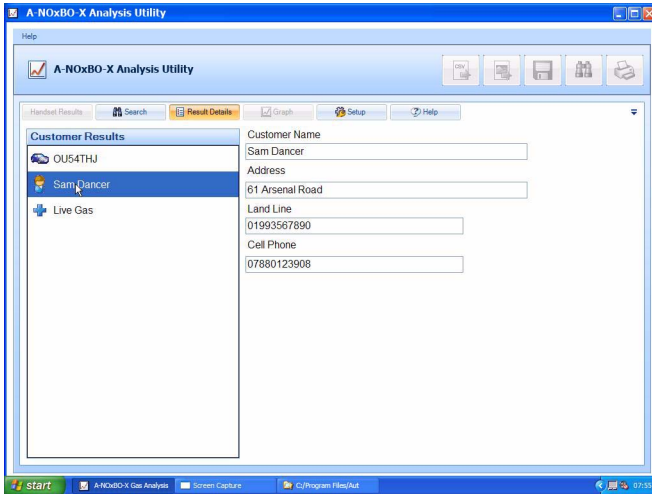 A-NOxBO-X Analysis Utility
Help
A-NOxBO-X Analysis Utility
CSV
Handset Results Search Result Details Graph Setup Help
Customer Results
OU54THJ
Sam Dancer
Live Gas
Customer Name
Sam Dancer
Address
61 Arsenal Road
Land Line
01993567890
Cell Phone
07880123908
start A-NOxBO-X Gas Analysis Screen Capture C:/Program Files/Aut 07:55